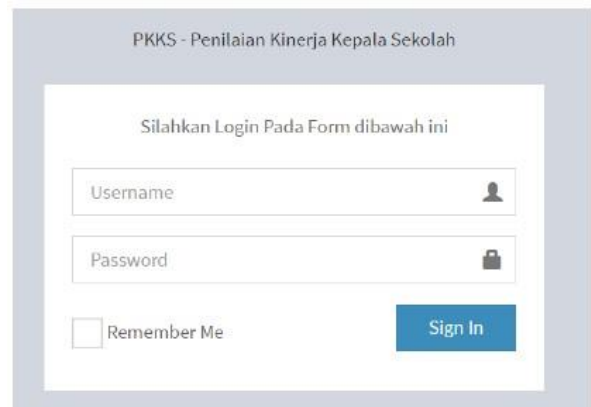 PKKS - Penilaian Kinerja Kepala Sekolah
Silahkan Login Pada Form dibawah ini
Username
Password
Remember Me
Sign In